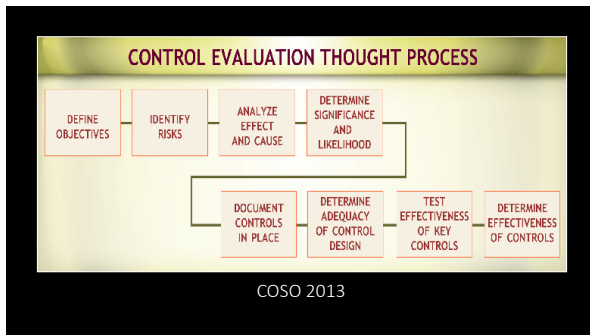 CONTROL EVALUATION THOUGHT PROCESS
DEFINE
OBJECTIVES
IDENTIFY
RISKS
ANALYZE
EFFECT
AND CAUSE
DETERMINE
SIGNIFICANCE
AND
LIKELIHOOD
DOCUMENT
CONTROLS
IN PLACE
DETERMINE
ADEQUACY
OF CONTROL
DESIGN
TEST
EFFECTIVENESS
OF KEY
CONTROLS
DETERMINE
EFFECTIVENESS
OF CONTROLS
COSO 2013